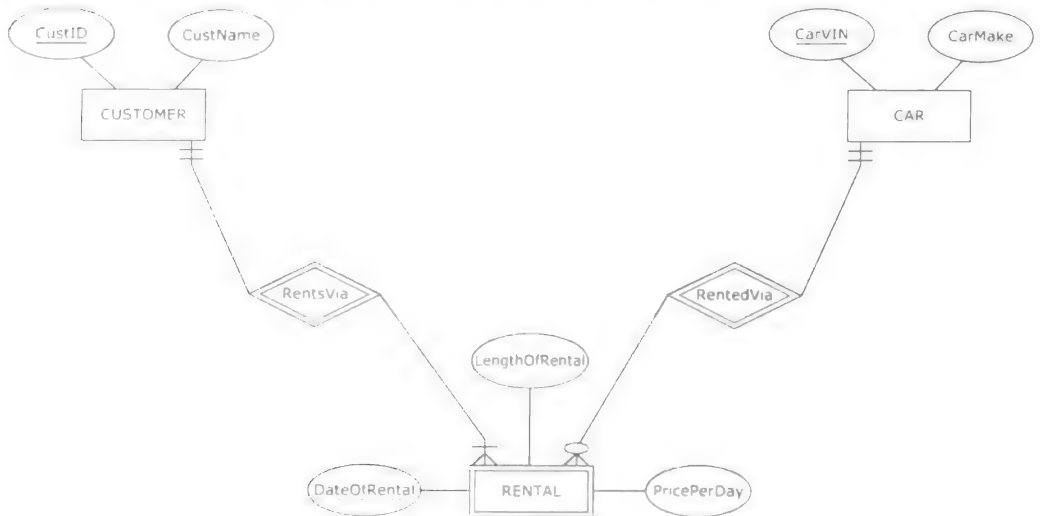 CustID
CustName
CarVIN
CarMake
CUSTOMER
CAR
RentsVia
RentedVia
LengthOfRental
DateOfRental
RENTAL
PricePerDay